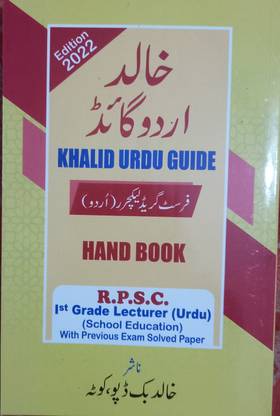 Edition
2022
خالد
اردو گائڈ
KHALID URDU GUIDE
فرسٹ گریڈ لیکچرر (اُردو)
HAND BOOK
R.P.S.C.
Ist Grade Lecturer (Urdu)
(School Education)
With Previous Exam Solved Paper
ناشر
خالد بک ڈپو، کوٹہ